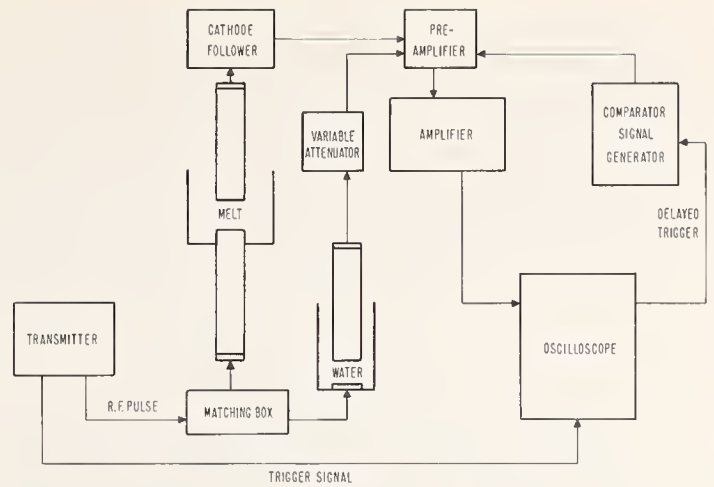 CATHODE
FOLLOWER
PRE-
AMPLIFIER
AMPLIFIER
COMPARATOR
SIGNAL
GENERATOR
VARIABLE
ATTENUATOR
MELT
DELAYED
TRIGGER
TRANSMITTER
OSCILLOSCOPE
WATER
R.F. PULSE
MATCHING BOX
TRIGGER SIGNAL